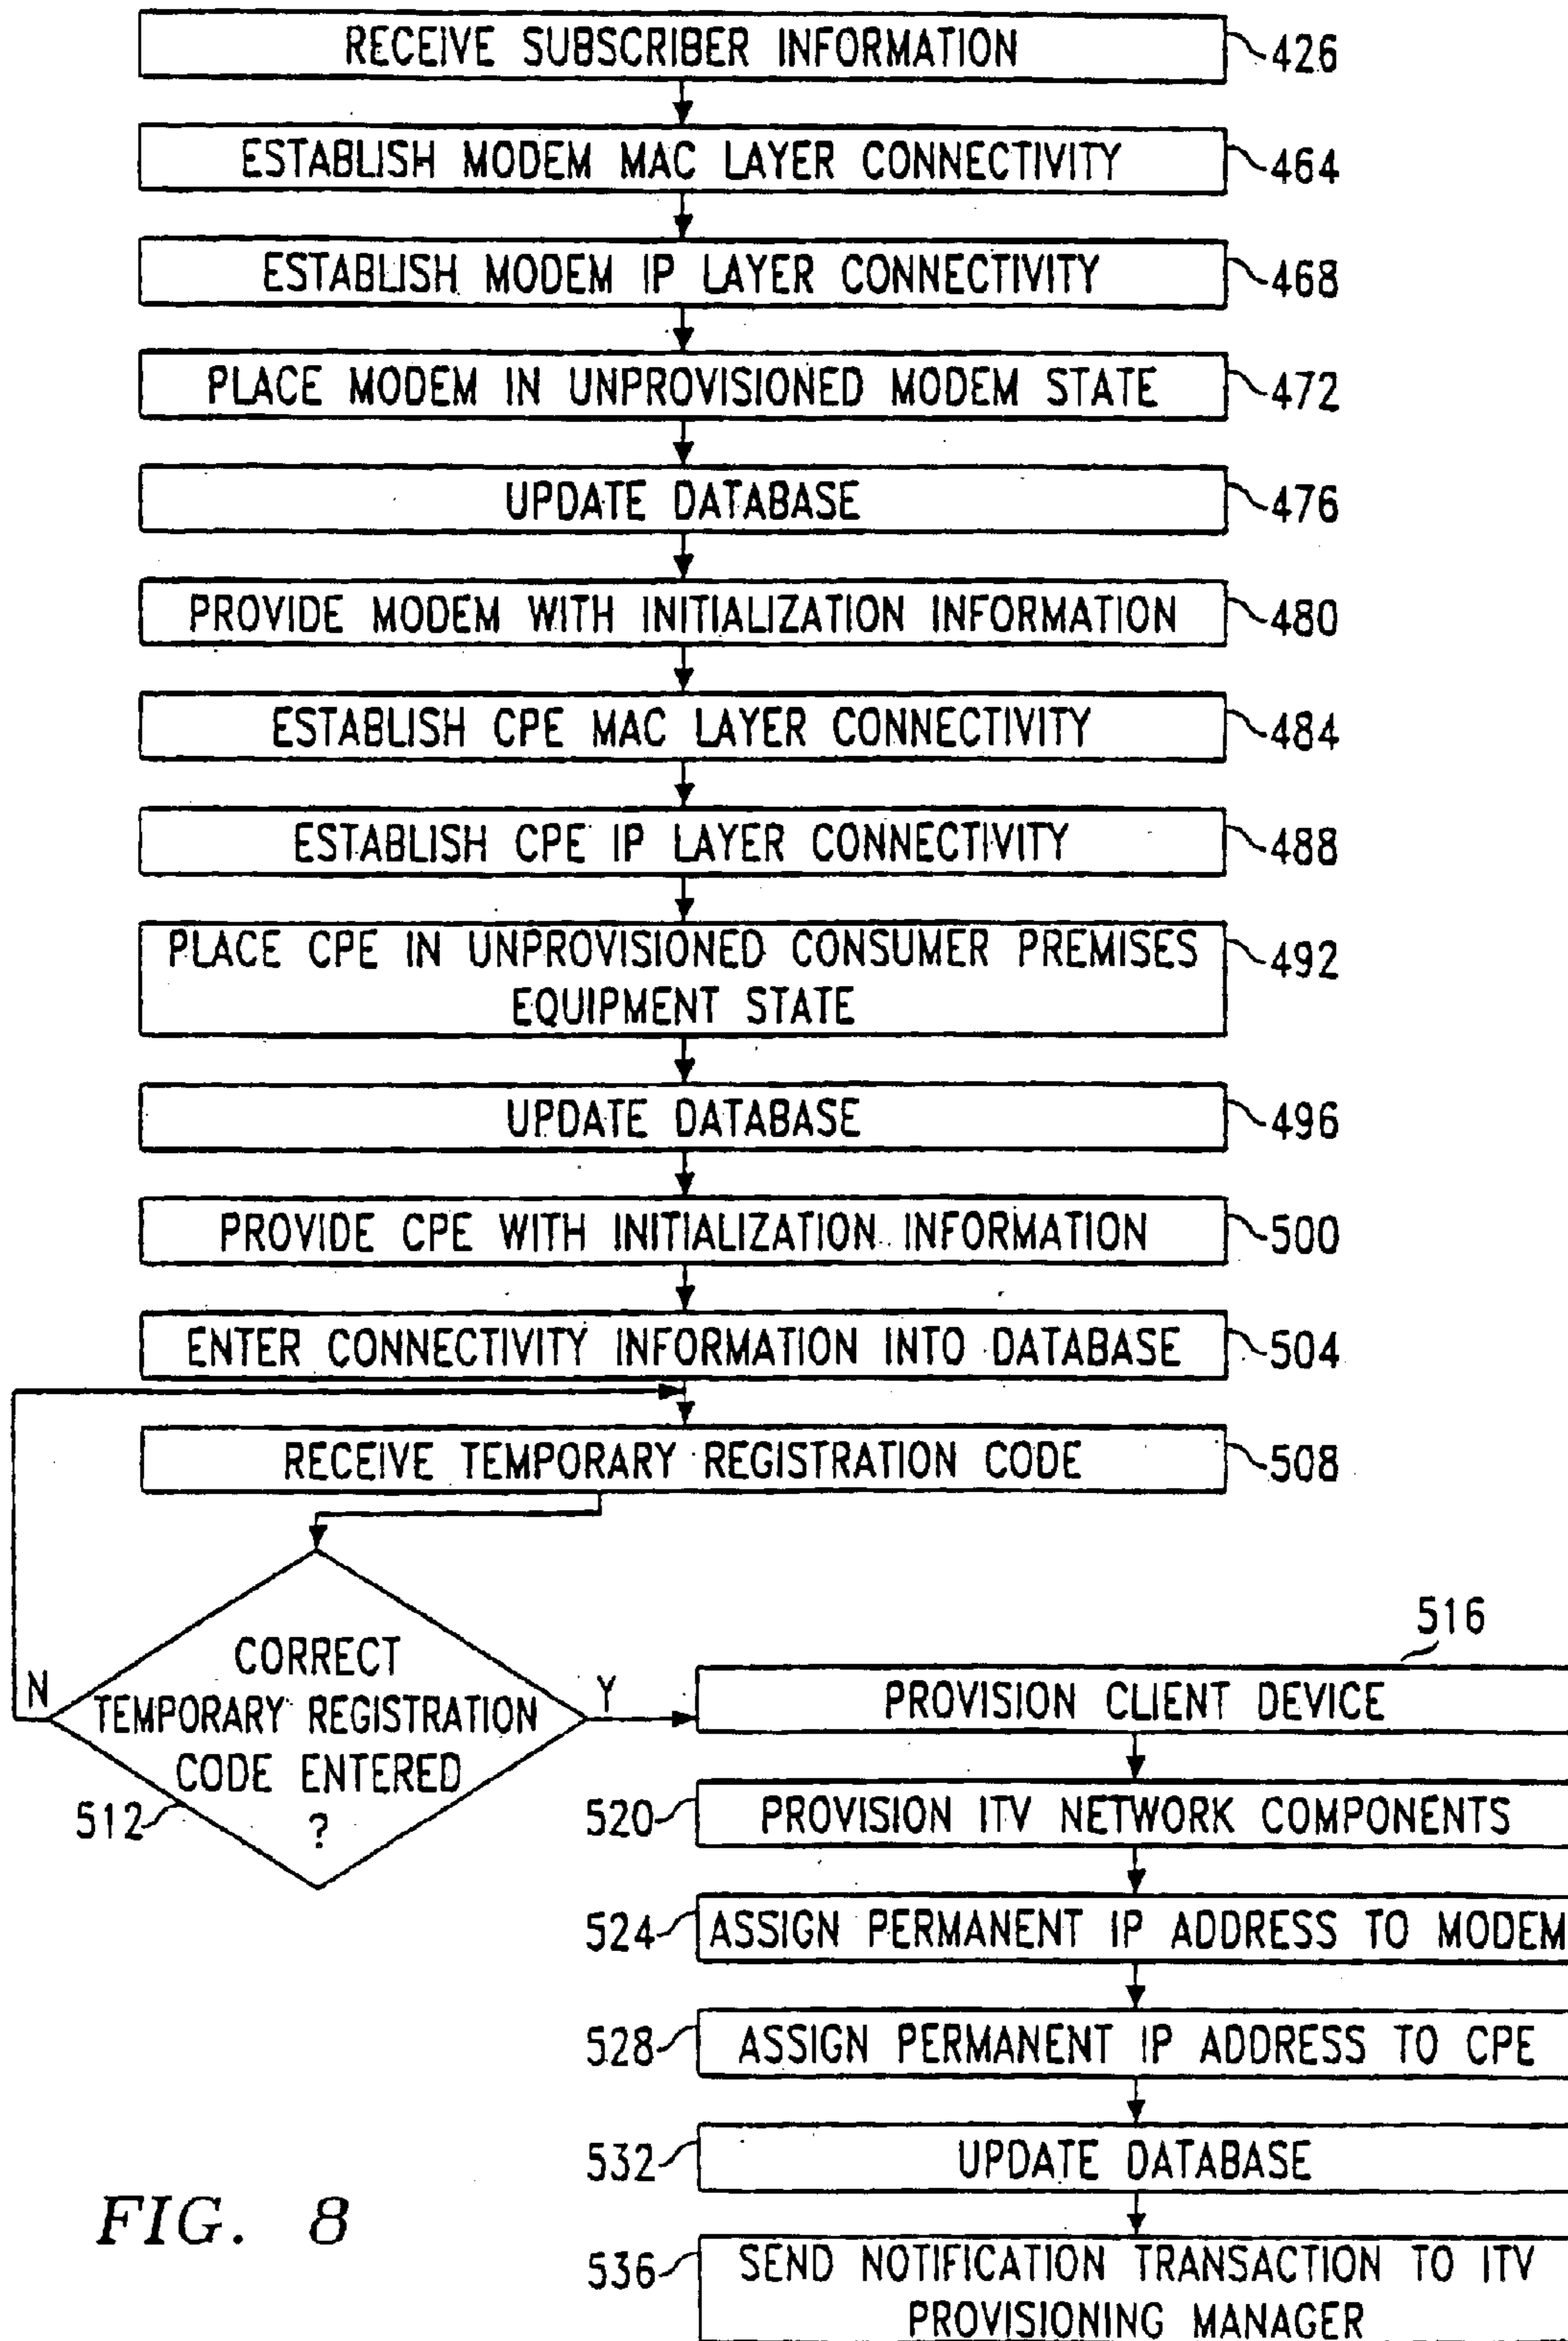 RECEIVE SUBSCRIBER INFORMATION
426
ESTABLISH MODEM MAC LAYER CONNECTIVITY
464
ESTABLISH MODEM IP LAYER CONNECTIVITY
468
PLACE MODEM IN UNPROVISIONED MODEM STATE
472
UPDATE DATABASE
476
PROVIDE MODEM WITH INITIALIZATION INFORMATION
480
ESTABLISH CPE MAC LAYER CONNECTIVITY
484
ESTABLISH CPE IP LAYER CONNECTIVITY
488
PLACE CPE IN UNPROVISIONED CONSUMER PREMISES
EQUIPMENT STATE
492
UPDATE DATABASE
496
PROVIDE CPE WITH INITIALIZATION INFORMATION
500
ENTER CONNECTIVITY INFORMATION INTO DATABASE
504
RECEIVE TEMPORARY REGISTRATION CODE
508
CORRECT
TEMPORARY REGISTRATION
CODE ENTERED
?
512
N
Y
516
PROVISION CLIENT DEVICE
520
PROVISION ITV NETWORK COMPONENTS
524
ASSIGN PERMANENT IP ADDRESS TO MODEM
528
ASSIGN PERMANENT IP ADDRESS TO CPE
532
UPDATE DATABASE
536
SEND NOTIFICATION TRANSACTION TO ITV
PROVISIONING MANAGER
FIG. 8